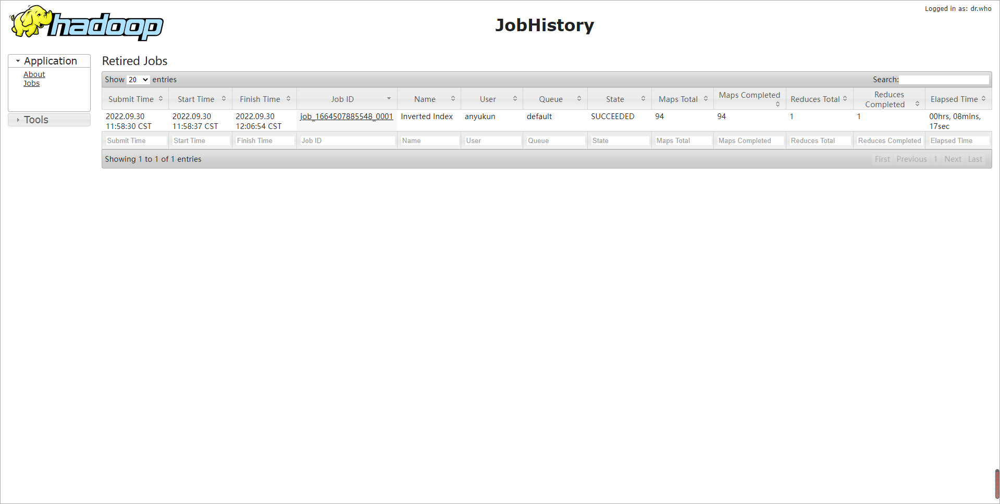 hadoop
Logged in as: dr.who
JobHistory
Application
About
Jobs
Tools
Retired Jobs
Show 20 entries
Search:
Submit Time Start Time Finish Time Job ID Name User Queue State Maps Total Maps Completed Reduces Total Reduces Completed Elapsed Time
2022.09.30 2022.09.30 2022.09.30 job_1664507885548_0001 Inverted Index anyukun default SUCCEEDED 94 94 1 1 00hrs, 08mins,
11:58:30 CST 11:58:37 CST 12:06:54 CST 17sec
Submit Time Start Time Finish Time Job ID Name User Queue State Maps Total Maps Completed Reduces Total Reduces Completed Elapsed Time
Showing 1 to 1 of 1 entries
First Previous 1 Next Last